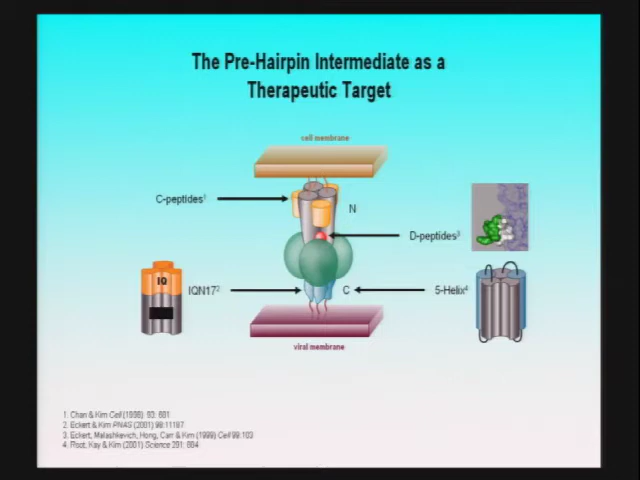 The Pre-Hairpin Intermediate as a
Therapeutic Target
cell membrane
C-peptides¹
N
D-peptides³
IQ
IQN17²
C
5-Helix⁴
viral membrane
1. Chan & Kim Cell (1998) 93: 681
2. Eckert & Kim PNAS (2001) 98:11187
3. Eckert, Malashkevich, Hong, Carr & Kim (1999) Cell 99:103
4. Root, Kay & Kim (2001) Science 291: 884